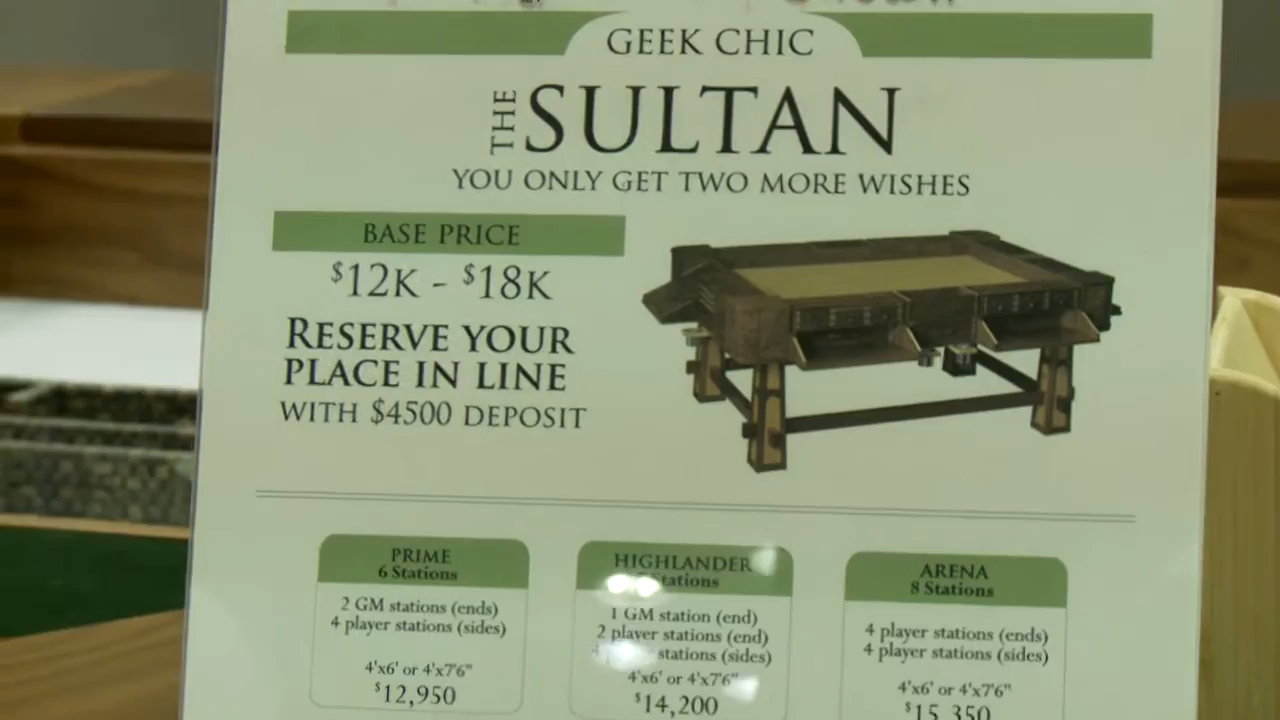 GEEK CHIC
THE SULTAN
YOU ONLY GET TWO MORE WISHES
BASE PRICE
$12K - $18K
RESERVE YOUR
PLACE IN LINE
WITH $4500 DEPOSIT
PRIME
6 Stations
2 GM stations (ends)
4 player stations (sides)
4'x6' or 4'x7'6"
$12,950
HIGHLANDER
Stations
1 GM station (end)
2 player stations (end)
stations (sides)
4'x6' or 4'x7'6"
$14,200
ARENA
8 Stations
4 player stations (ends)
4 player stations (sides)
4'x6' or 4'x7'6"
$15,350